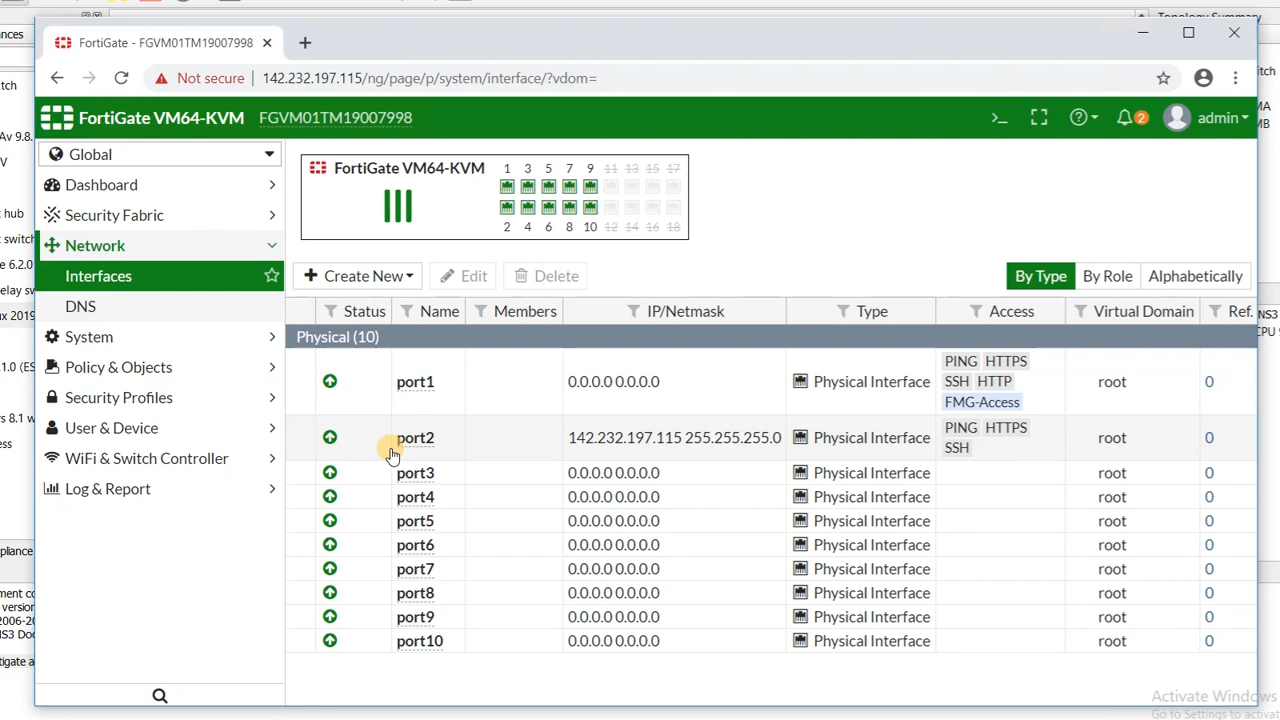 Topology Summary
FortiGate - FGVM01TM19007998
Not secure 142.232.197.115/ng/page/p/system/interface/?vdom=
FortiGate VM64-KVM FGVM01TM19007998 2 admin
Global
Dashboard
Security Fabric
Network
Interfaces
DNS
System
Policy & Objects
Security Profiles
User & Device
WiFi & Switch Controller
Log & Report
FortiGate VM64-KVM
1 3 5 7 9 11 13 15 17
2 4 6 8 10 12 14 16 18
Create New Edit Delete By Type By Role Alphabetically
Status Name Members IP/Netmask Type Access Virtual Domain Ref.
Physical (10)
port1 0.0.0.0 0.0.0.0 Physical Interface PING HTTPS SSH HTTP FMG-Access root 0
port2 142.232.197.115 255.255.255.0 Physical Interface PING HTTPS SSH root 0
port3 0.0.0.0 0.0.0.0 Physical Interface root 0
port4 0.0.0.0 0.0.0.0 Physical Interface root 0
port5 0.0.0.0 0.0.0.0 Physical Interface root 0
port6 0.0.0.0 0.0.0.0 Physical Interface root 0
port7 0.0.0.0 0.0.0.0 Physical Interface root 0
port8 0.0.0.0 0.0.0.0 Physical Interface root 0
port9 0.0.0.0 0.0.0.0 Physical Interface root 0
port10 0.0.0.0 0.0.0.0 Physical Interface root 0
Activate Windows
Go to Settings to activat